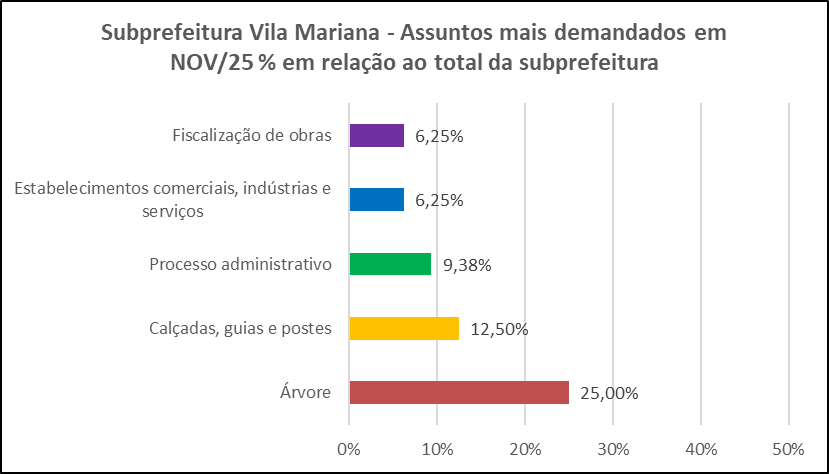 Subprefeitura Vila Mariana - Assuntos mais demandados em
NOV/25 % em relação ao total da subprefeitura
Fiscalização de obras
6,25%
Estabelecimentos comerciais, indústrias e
serviços
6,25%
Processo administrativo
9,38%
Calçadas, guias e postes
12,50%
Árvore
25,00%
0% 10% 20% 30% 40% 50%